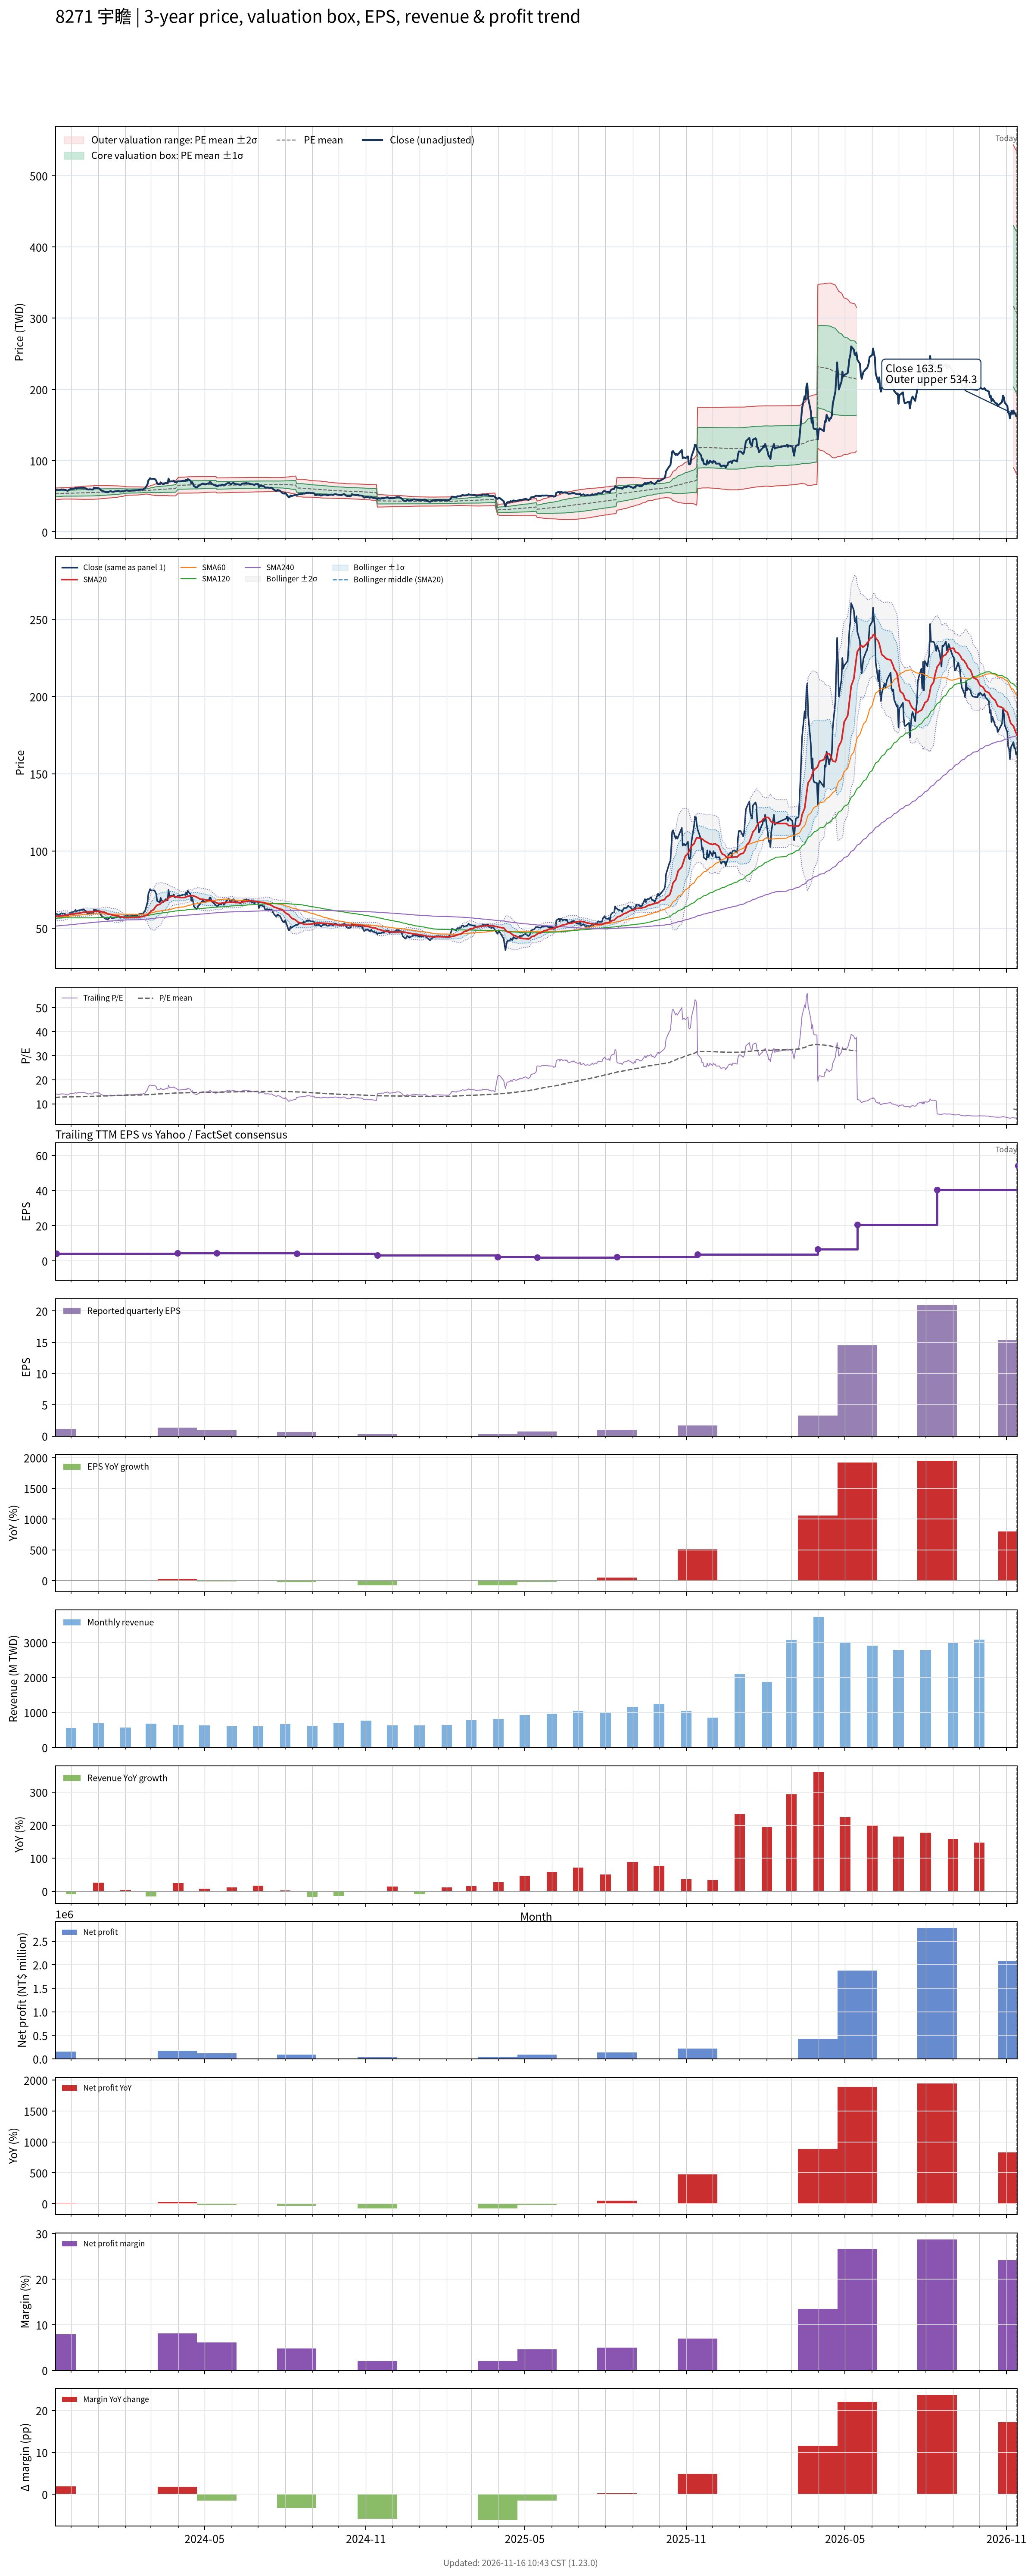 8271 宇瞻 | 3-year price, valuation box, EPS, revenue & profit trend
Outer valuation range: PE mean ±2σ
PE mean
Close (unadjusted)
Core valuation box: PE mean ±1σ
Today
Price (TWD)
500
400
300
200
100
0
Close 163.5
Outer upper 534.3
Close (same as panel 1)
SMA60
SMA240
Bollinger ±1σ
SMA20
SMA120
Bollinger ±2σ
Bollinger middle (SMA20)
Price
250
200
150
100
50
Trailing P/E
P/E mean
P/E
50
40
30
20
10
Trailing TTM EPS vs Yahoo / FactSet consensus
Today
EPS
60
40
20
0
Reported quarterly EPS
EPS
20
15
10
5
0
EPS YoY growth
YoY (%)
2000
1500
1000
500
0
Monthly revenue
Revenue (M TWD)
3000
2000
1000
0
Revenue YoY growth
YoY (%)
300
200
100
0
Month
1e6
Net profit
Net profit (NT$ million)
2.5
2.0
1.5
1.0
0.5
0.0
Net profit YoY
YoY (%)
2000
1500
1000
500
0
Net profit margin
Margin (%)
30
20
10
0
Margin YoY change
Δ margin (pp)
20
10
0
2024-05
2024-11
2025-05
2025-11
2026-05
2026-11
Updated: 2026-11-16 10:43 CST (1.23.0)